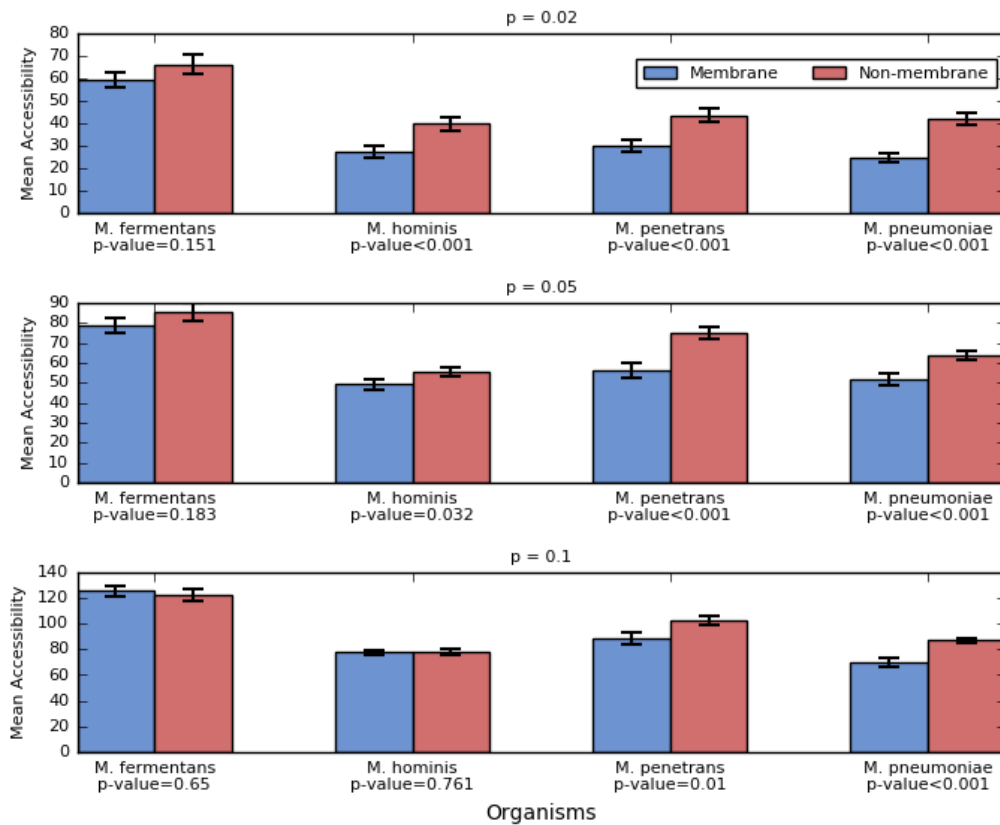 p = 0.02
Mean Accessibility
80
70
60
50
40
30
20
10
0
Membrane Non-membrane
M. fermentans M. hominis M. penetrans M. pneumoniae
p-value=0.151 p-value<0.001 p-value<0.001 p-value<0.001
p = 0.05
Mean Accessibility
90
80
70
60
50
40
30
20
10
0
M. fermentans M. hominis M. penetrans M. pneumoniae
p-value=0.183 p-value=0.032 p-value<0.001 p-value<0.001
p = 0.1
Mean Accessibility
140
120
100
80
60
40
20
0
M. fermentans M. hominis M. penetrans M. pneumoniae
p-value=0.65 p-value=0.761 p-value=0.01 p-value<0.001
Organisms